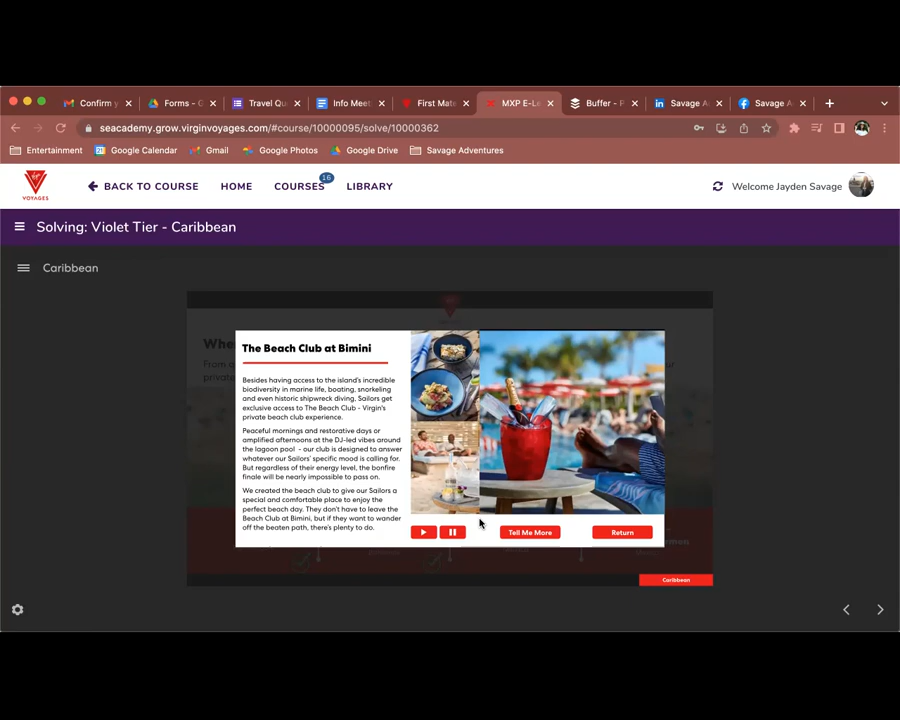 Confirm y
Forms - G
Travel Qu
Info Meet
First Mate
MXP E-Le
Buffer - P
Savage A
Savage A
seacademy.grow.virginvoyages.com/#course/10000095/solve/10000362
Entertainment
Google Calendar
Gmail
Google Photos
Google Drive
Savage Adventures
VOYAGES
BACK TO COURSE
HOME
COURSES
16
LIBRARY
Welcome Jayden Savage
Solving: Violet Tier - Caribbean
Caribbean
The Beach Club at Bimini
Besides having access to the island's incredible
biodiversity in marine life, boating, snorkeling
and even historic shipwreck diving, Sailors get
exclusive access to The Beach Club - Virgin's
private beach club experience.
Peaceful mornings and restorative days or
amplified afternoons at the DJ-led vibes around
the lagoon pool - our club is designed to answer
whatever our Sailors' specific mood is calling for.
But regardless of their energy level, the bonfire
finale will be nearly impossible to pass on.
We created the beach club to give our Sailors a
special and comfortable place to enjoy the
perfect beach day. They don't have to leave the
Beach Club at Bimini, but if they want to wander
off the beaten path, there's plenty to do.
Tell Me More
Return
Caribbean